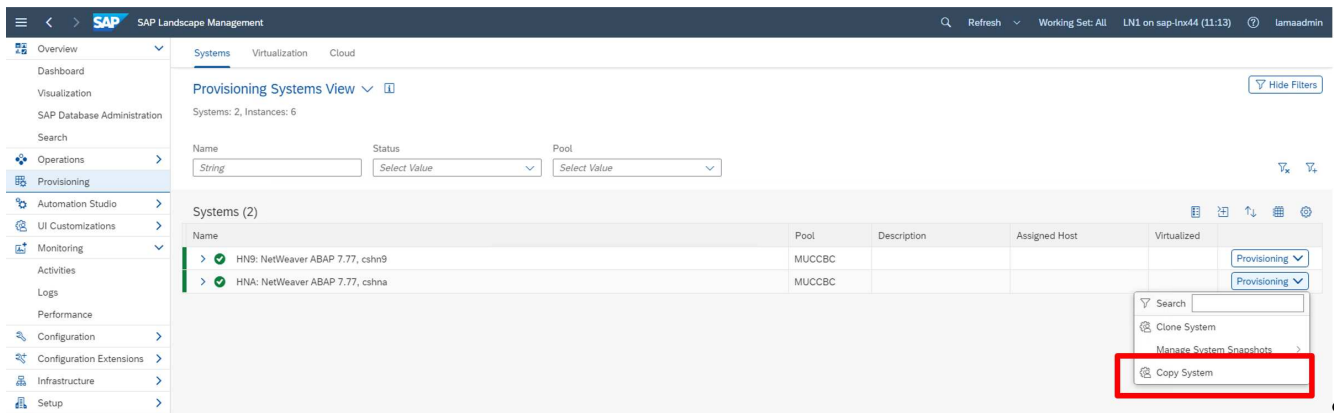 SAP SAP Landscape Management Refresh Working Set: All LN1 on sap-lnx44 (11:13) lamaadmin
Overview
Dashboard
Visualization
SAP Database Administration
Search
Operations
Provisioning
Automation Studio
UI Customizations
Monitoring
Activities
Logs
Performance
Configuration
Configuration Extensions
Infrastructure
Setup
Systems Virtualization Cloud
Provisioning Systems View
Hide Filters
Systems: 2, Instances: 6
Name Status Pool
String Select Value Select Value
Systems (2)
Name Pool Description Assigned Host Virtualized
HN9: NetWeaver ABAP 7.77, cshn9 MUCCBC Provisioning
HNA: NetWeaver ABAP 7.77, cshna MUCCBC Provisioning
Search
Clone System
Manage System Snapshots
Copy System